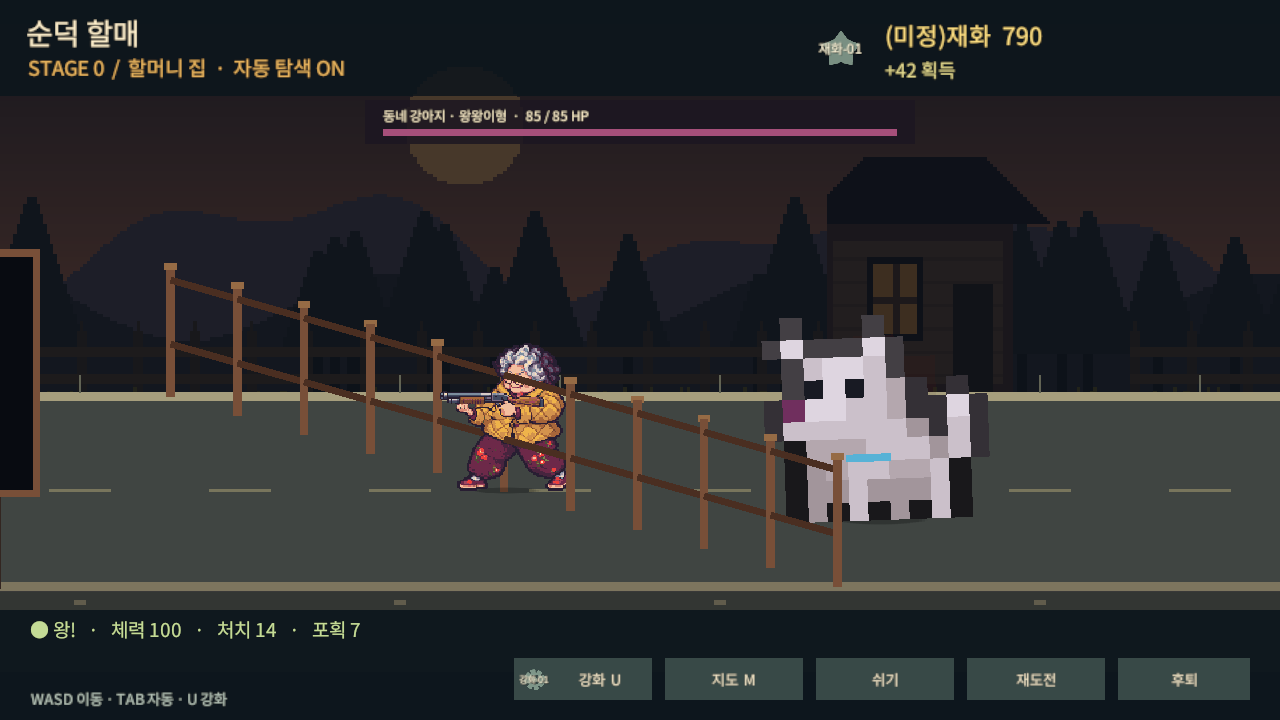 순덕 할매
STAGE 0 / 할머니 집 · 자동 탐색 ON
재화-01
(미정)재화 790
+42 획득
동네 강아지 · 왕왕이형 · 85 / 85 HP
왕! · 체력 100 · 처치 14 · 포획 7
WASD 이동 · TAB 자동 · U 강화
강화-01
강화 U
지도 M
쉬기
재도전
후퇴